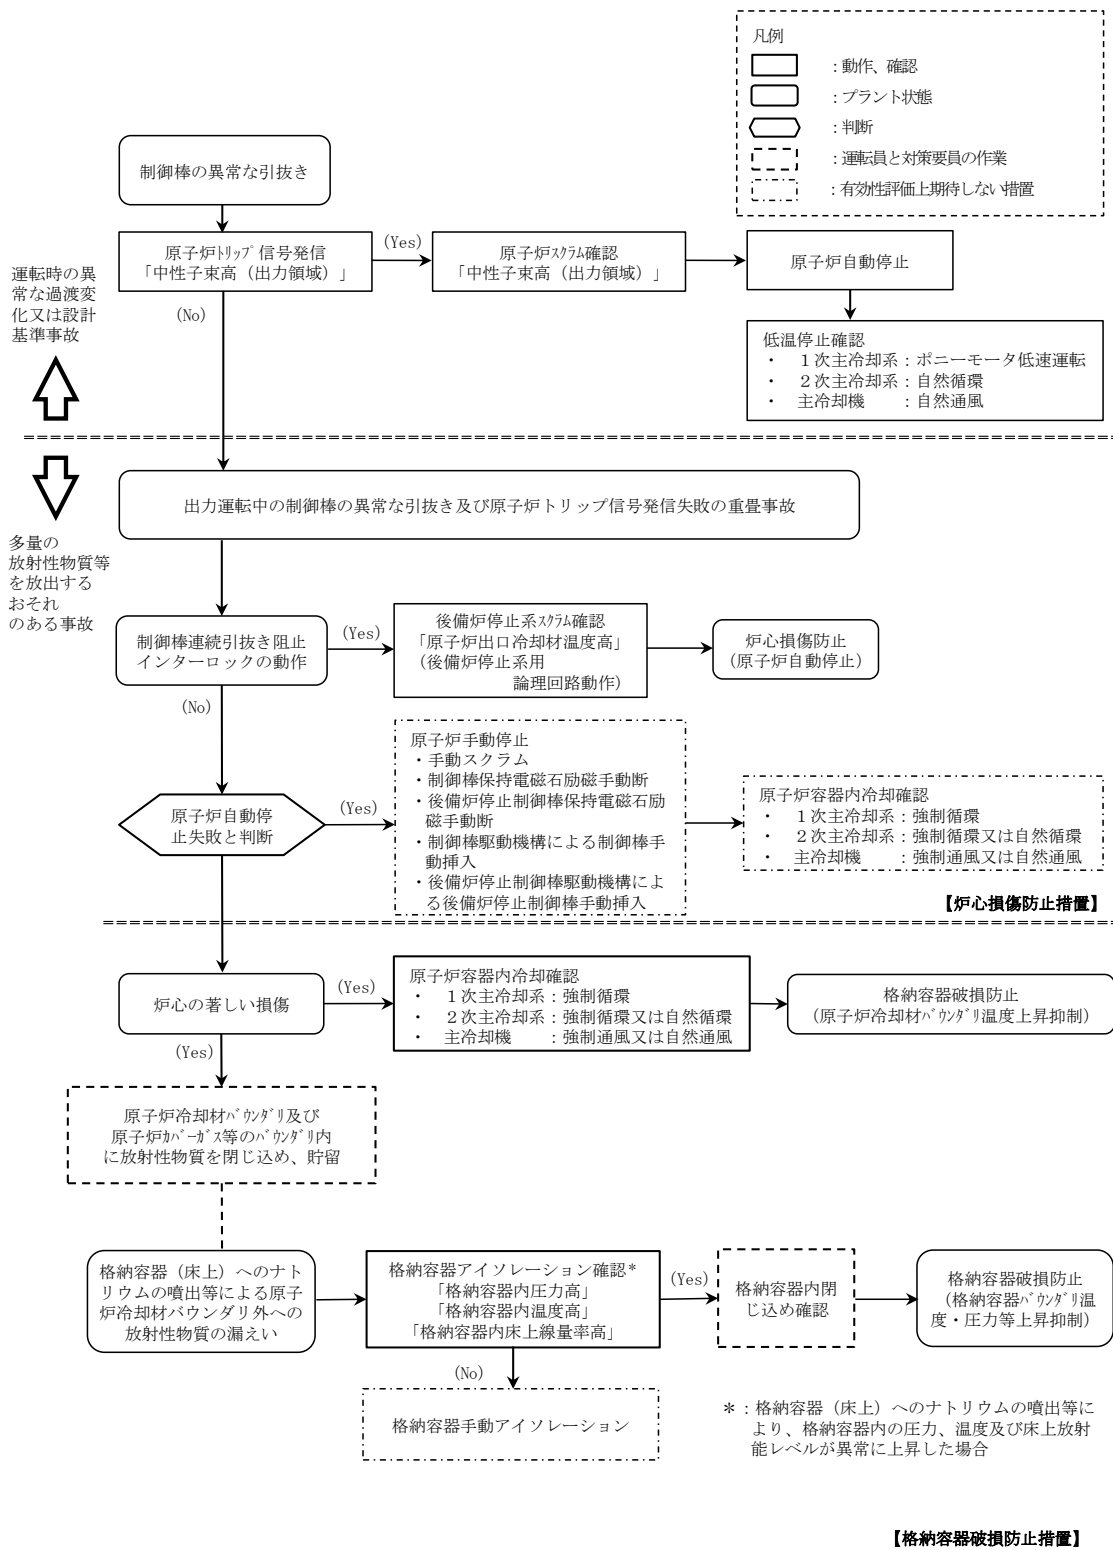 凡例
：動作、確認
：プラント状態
：判断
：運転員と対策要員の作業
：有効性評価上期待しない措置
制御棒の異常な引抜き
原子炉ﾄﾘｯﾌﾟ信号発信
「中性子束高（出力領域）」
(Yes)
原子炉ｽｸﾗﾑ確認
「中性子束高（出力領域）」
原子炉自動停止
(No)
低温停止確認
・　１次主冷却系：ポニーモータ低速運転
・　２次主冷却系：自然循環
・　主冷却機　　：自然通風
運転時の異
常な過渡変
化又は設計
基準事故
多量の
放射性物質等
を放出する
おそれ
のある事故
出力運転中の制御棒の異常な引抜き及び原子炉トリップ信号発信失敗の重畳事故
制御棒連続引抜き阻止
インターロックの動作
(Yes)
後備炉停止系ｽｸﾗﾑ確認
「原子炉出口冷却材温度高」
（後備炉停止系用
論理回路動作）
炉心損傷防止
（原子炉自動停止）
(No)
原子炉自動停
止失敗と判断
(Yes)
原子炉手動停止
・手動スクラム
・制御棒保持電磁石励磁手動断
・後備炉停止制御棒保持電磁石励
磁手動断
・制御棒駆動機構による制御棒手
動挿入
・後備炉停止制御棒駆動機構によ
る後備炉停止制御棒手動挿入
原子炉容器内冷却確認
・　１次主冷却系：強制循環
・　２次主冷却系：強制循環又は自然循環
・　主冷却機　　：強制通風又は自然通風
【炉心損傷防止措置】
炉心の著しい損傷
(Yes)
原子炉容器内冷却確認
・　１次主冷却系：強制循環
・　２次主冷却系：強制循環又は自然循環
・　主冷却機　　：強制通風又は自然通風
格納容器破損防止
（原子炉冷却材ﾊﾞｳﾝﾀﾞﾘ温度上昇抑制）
(Yes)
原子炉冷却材ﾊﾞｳﾝﾀﾞﾘ及び
原子炉ｶﾊﾞｰｶﾞｽ等のﾊﾞｳﾝﾀﾞﾘ内
に放射性物質を閉じ込め、貯留
格納容器（床上）へのナト
リウムの噴出等による原子
炉冷却材バウンダリ外への
放射性物質の漏えい
格納容器アイソレーション確認*
「格納容器内圧力高」
「格納容器内温度高」
「格納容器内床上線量率高」
(Yes)
格納容器内閉
じ込め確認
格納容器破損防止
（格納容器ﾊﾞｳﾝﾀﾞﾘ温
度・圧力等上昇抑制）
(No)
格納容器手動アイソレーション
＊：格納容器（床上）へのナトリウムの噴出等に
より、格納容器内の圧力、温度及び床上放射
能レベルが異常に上昇した場合
【格納容器破損防止措置】